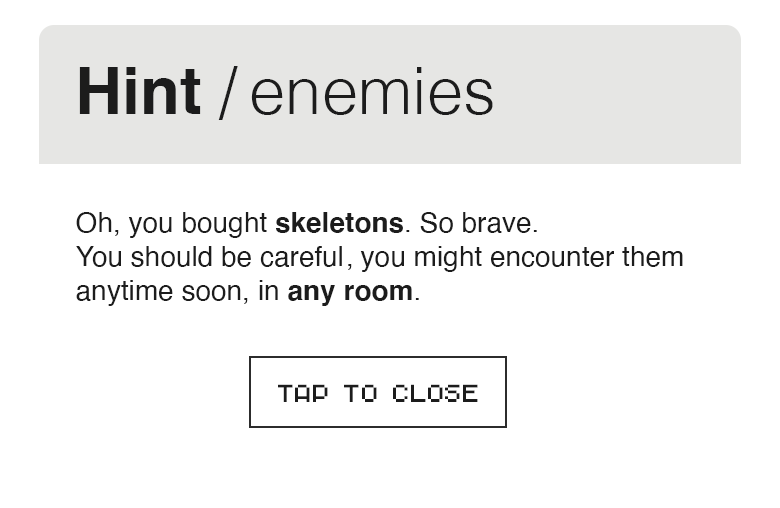 Hint / enemies
Oh, you bought skeletons. So brave.
You should be careful, you might encounter them
anytime soon, in any room.
TAP TO CLOSE